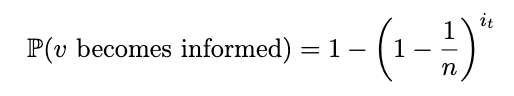 ℙ(v becomes informed) = 1 − (1 − 1/n)^{i_t}